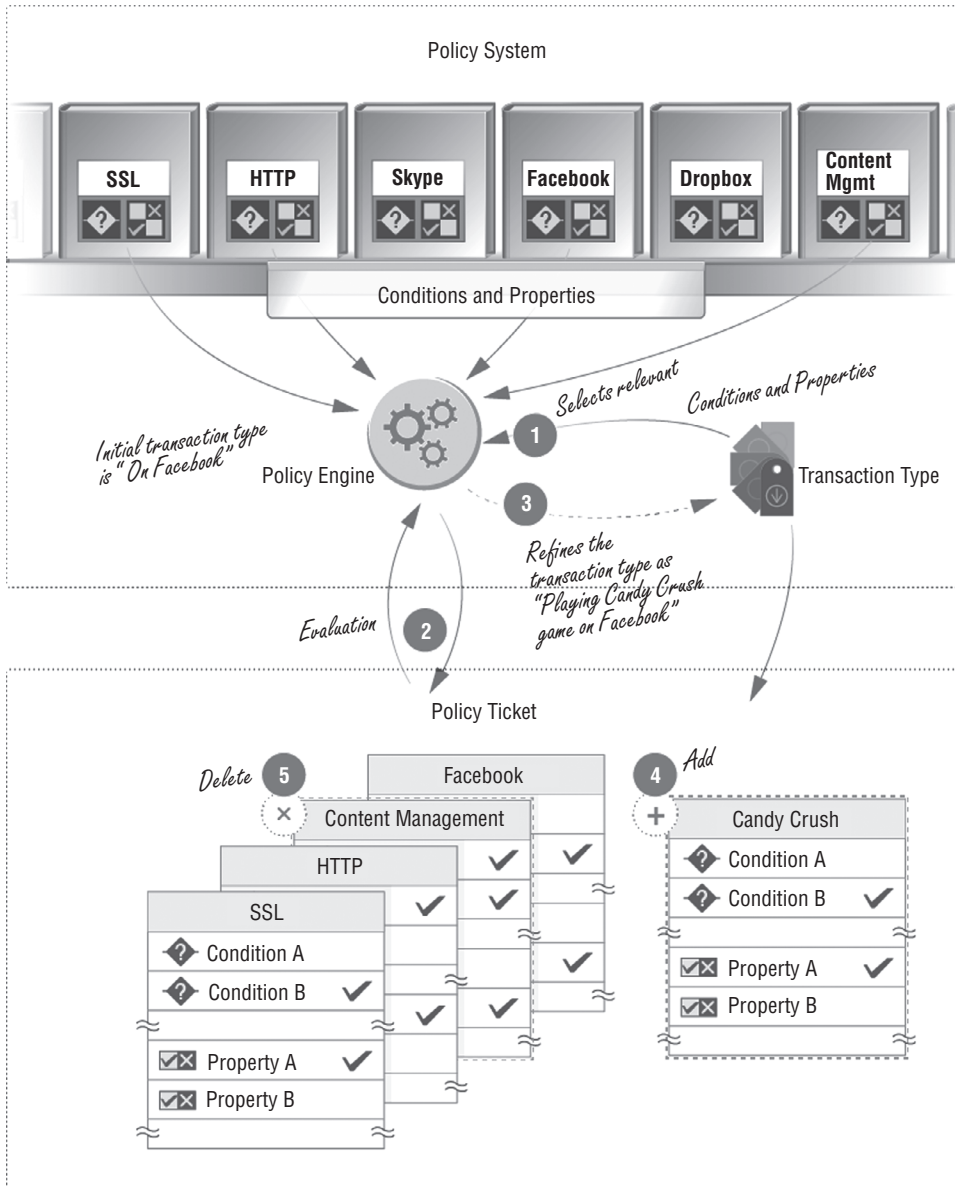 Policy System
SSL
HTTP
Skype
Facebook
Dropbox
Content
Mgmt
Conditions and Properties
Selects relevant
Conditions and Properties
1
Initial transaction type
is "On Facebook"
Policy Engine
Transaction Type
3
Refines the
transaction type as
"Playing Candy Crush
game on Facebook"
Evaluation
2
Policy Ticket
Delete
5
4
Add
Facebook
Content Management
HTTP
SSL
Condition A
Condition B
Property A
Property B
Candy Crush
Condition A
Condition B
Property A
Property B